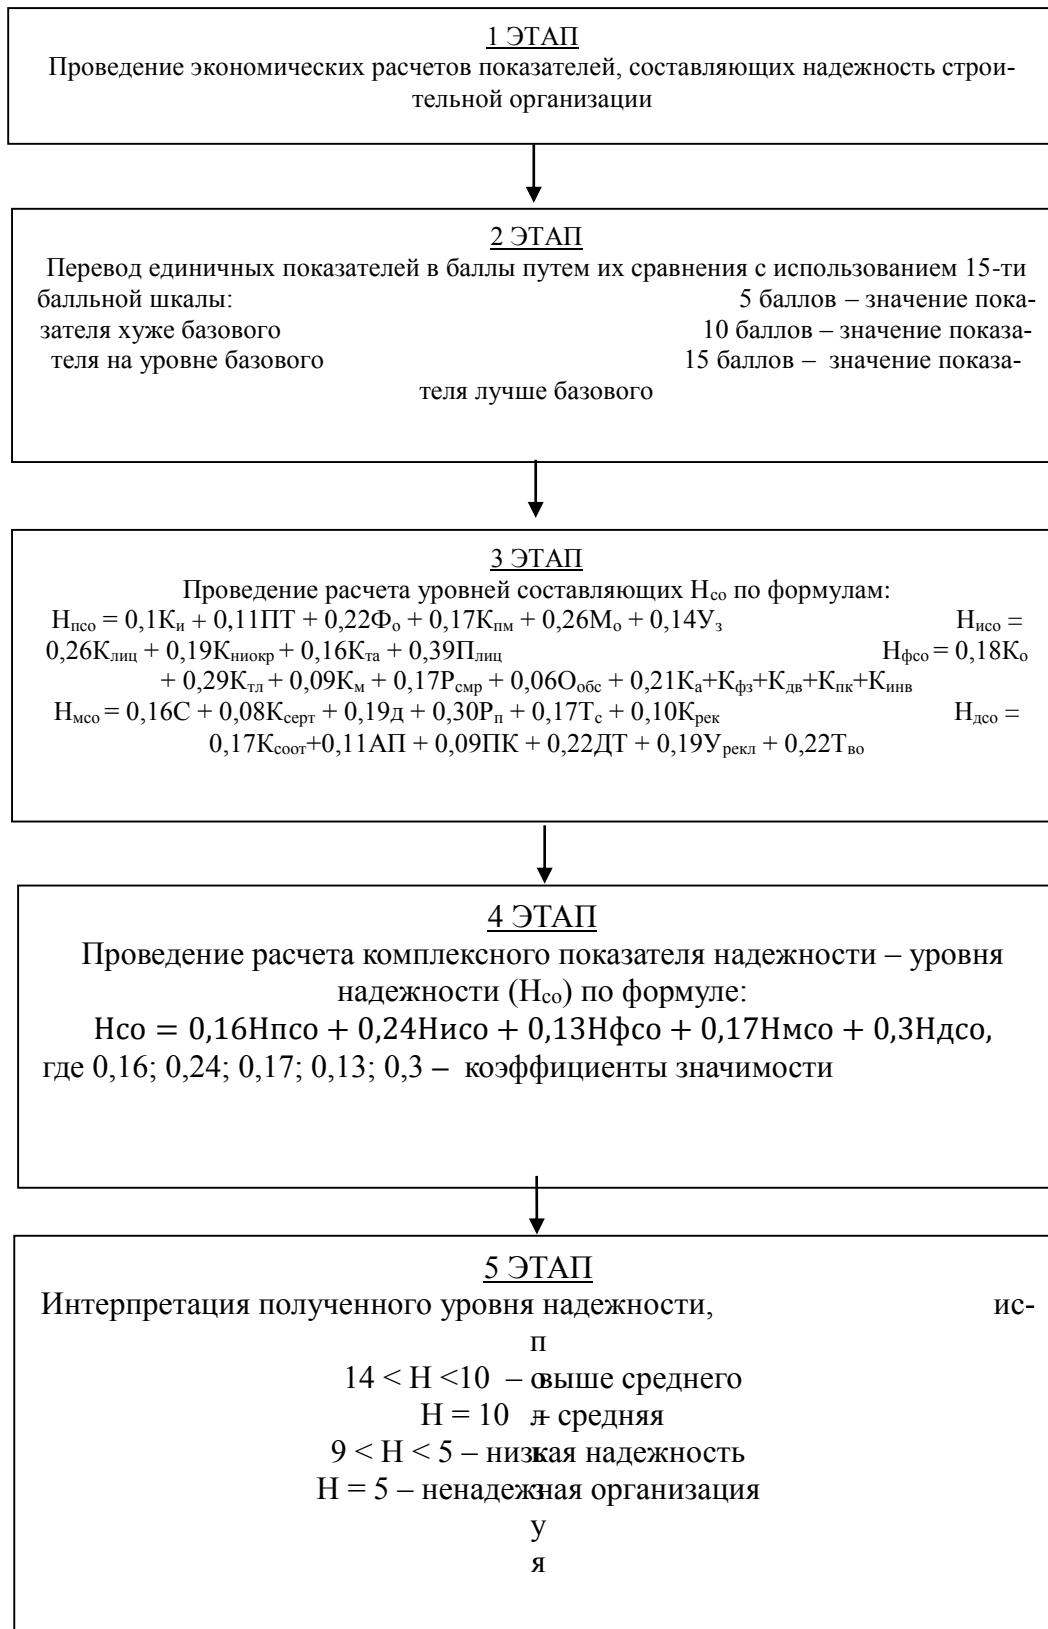 1 ЭТАП
Проведение экономических расчетов показателей, составляющих надежность строи-
тельной организации
2 ЭТАП
Перевод единичных показателей в баллы путем их сравнения с использованием 15-ти
балльной шкалы: 5 баллов – значение пока-
зателя хуже базового 10 баллов – значение показа-
теля на уровне базового 15 баллов – значение показа-
теля лучше базового
3 ЭТАП
Проведение расчета уровней составляющих Нсо по формулам:
Нпсо = 0,1Ки + 0,11ПТ + 0,22Фо + 0,17Кпм + 0,26Мо + 0,14Уз Нисо =
0,26Клиц + 0,19Книокр + 0,16Кта + 0,39Плиц Нфсо = 0,18Ко
+ 0,29Ктл + 0,09Км + 0,17Рсмр + 0,06Ообс + 0,21Ка+Кфз+Кдв+Кпк+Кинв
Нмсо = 0,16С + 0,08Ксерт + 0,19д + 0,30Рп + 0,17Тс + 0,10Крек Ндсо =
0,17Ксоот+0,11АП + 0,09ПК + 0,22ДТ + 0,19Урекл + 0,22Тво
4 ЭТАП
Проведение расчета комплексного показателя надежности – уровня
надежности (Нсо) по формуле:
Нсо = 0,16Нпсо + 0,24Нисо + 0,13Нфсо + 0,17Нмсо + 0,3Ндсо,
где 0,16; 0,24; 0,17; 0,13; 0,3 – коэффициенты значимости
5 ЭТАП
Интерпретация полученного уровня надежности, ис-
п
14 < Н <10 – выше среднего
Н = 10 – средняя
9 < Н < 5 – низкая надежность
Н = 5 – ненадежная организация
у
я